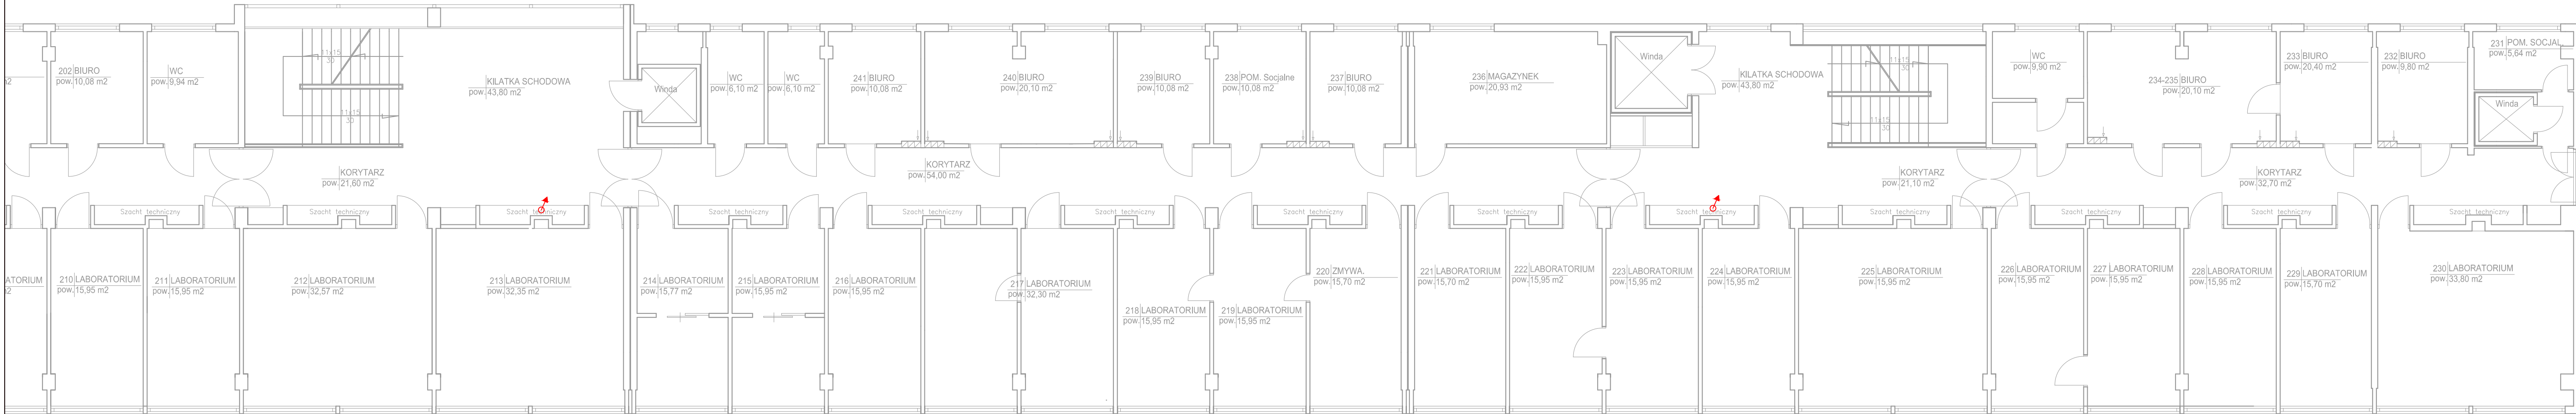 202 BIURO
pow. 10,08 m2
WC
pow. 9,94 m2
11x15
30
11x15
30
KILATKA SCHODOWA
pow. 43,80 m2
Winda
WC
pow. 6,10 m2
WC
pow. 6,10 m2
241 BIURO
pow. 10,08 m2
240 BIURO
pow. 20,10 m2
239 BIURO
pow. 10,08 m2
238 POM. Socjalne
pow. 10,08 m2
237 BIURO
pow. 10,08 m2
236 MAGAZYNEK
pow. 20,93 m2
Winda
KILATKA SCHODOWA
pow. 43,80 m2
11x15
30
11x15
30
WC
pow. 9,90 m2
234-235 BIURO
pow. 20,10 m2
233 BIURO
pow. 20,40 m2
232 BIURO
pow. 9,80 m2
231 POM. SOCJAL.
pow. 5,64 m2
Winda
KORYTARZ
pow. 21,60 m2
KORYTARZ
pow. 54,00 m2
KORYTARZ
pow. 21,10 m2
KORYTARZ
pow. 32,70 m2
Szacht techniczny
Szacht techniczny
Szacht techniczny
Szacht techniczny
Szacht techniczny
Szacht techniczny
Szacht techniczny
Szacht techniczny
Szacht techniczny
Szacht techniczny
Szacht techniczny
Szacht techniczny
Szacht techniczny
ATORIUM
210 LABORATORIUM
pow. 15,95 m2
211 LABORATORIUM
pow. 15,95 m2
212 LABORATORIUM
pow. 32,57 m2
213 LABORATORIUM
pow. 32,35 m2
214 LABORATORIUM
pow. 15,77 m2
215 LABORATORIUM
pow. 15,95 m2
216 LABORATORIUM
pow. 15,95 m2
217 LABORATORIUM
pow. 32,30 m2
218 LABORATORIUM
pow. 15,95 m2
219 LABORATORIUM
pow. 15,95 m2
220 ZMYWA.
pow. 15,70 m2
221 LABORATORIUM
pow. 15,70 m2
222 LABORATORIUM
pow. 15,95 m2
223 LABORATORIUM
pow. 15,95 m2
224 LABORATORIUM
pow. 15,95 m2
225 LABORATORIUM
pow. 15,95 m2
226 LABORATORIUM
pow. 15,95 m2
227 LABORATORIUM
pow. 15,95 m2
228 LABORATORIUM
pow. 15,95 m2
229 LABORATORIUM
pow. 15,70 m2
230 LABORATORIUM
pow. 33,80 m2